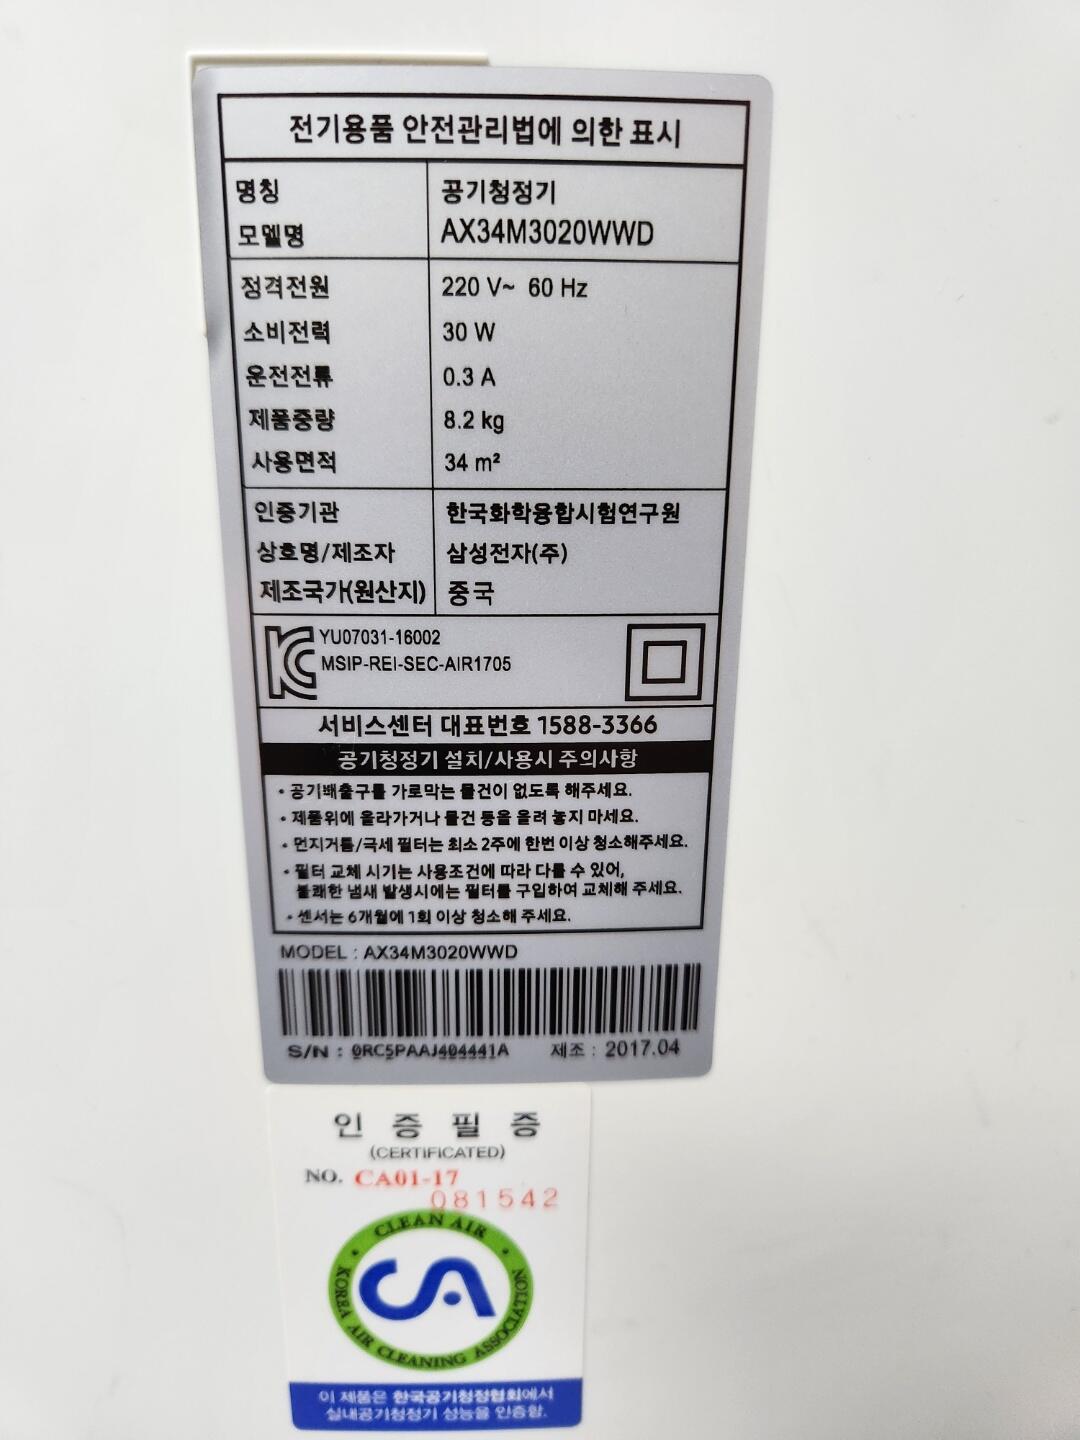 전기용품 안전관리법에 의한 표시
명칭 공기청정기
모델명 AX34M3020WWD
정격전원 220 V~ 60 Hz
소비전력 30 W
운전전류 0.3 A
제품중량 8.2 kg
사용면적 34 m²
인증기관 한국화학융합시험연구원
상호명/제조자 삼성전자(주)
제조국가(원산지) 중국
YU07031-16002
MSIP-REI-SEC-AIR1705
서비스센터 대표번호 1588-3366
공기청정기 설치/사용시 주의사항
• 공기배출구를 가로막는 물건이 없도록 해주세요.
• 제품위에 올라가거나 물건 등을 올려 놓지 마세요.
• 먼지거름/극세 필터는 최소 2주에 한번 이상 청소해주세요.
• 필터 교체 시기는 사용조건에 따라 다를 수 있어,
불쾌한 냄새 발생시에는 필터를 구입하여 교체해 주세요.
• 센서는 6개월에 1회 이상 청소해 주세요.
MODEL : AX34M3020WWD
S/N : 0RC5PAAJ404441A 제조 : 2017.04
인증필증
(CERTIFICATED)
NO. CA01-17
081542
CLEAN AIR
CA
KOREA AIR CLEANING ASSOCIATION
이 제품은 한국공기청정협회에서
실내공기청정기 성능을 인증함.